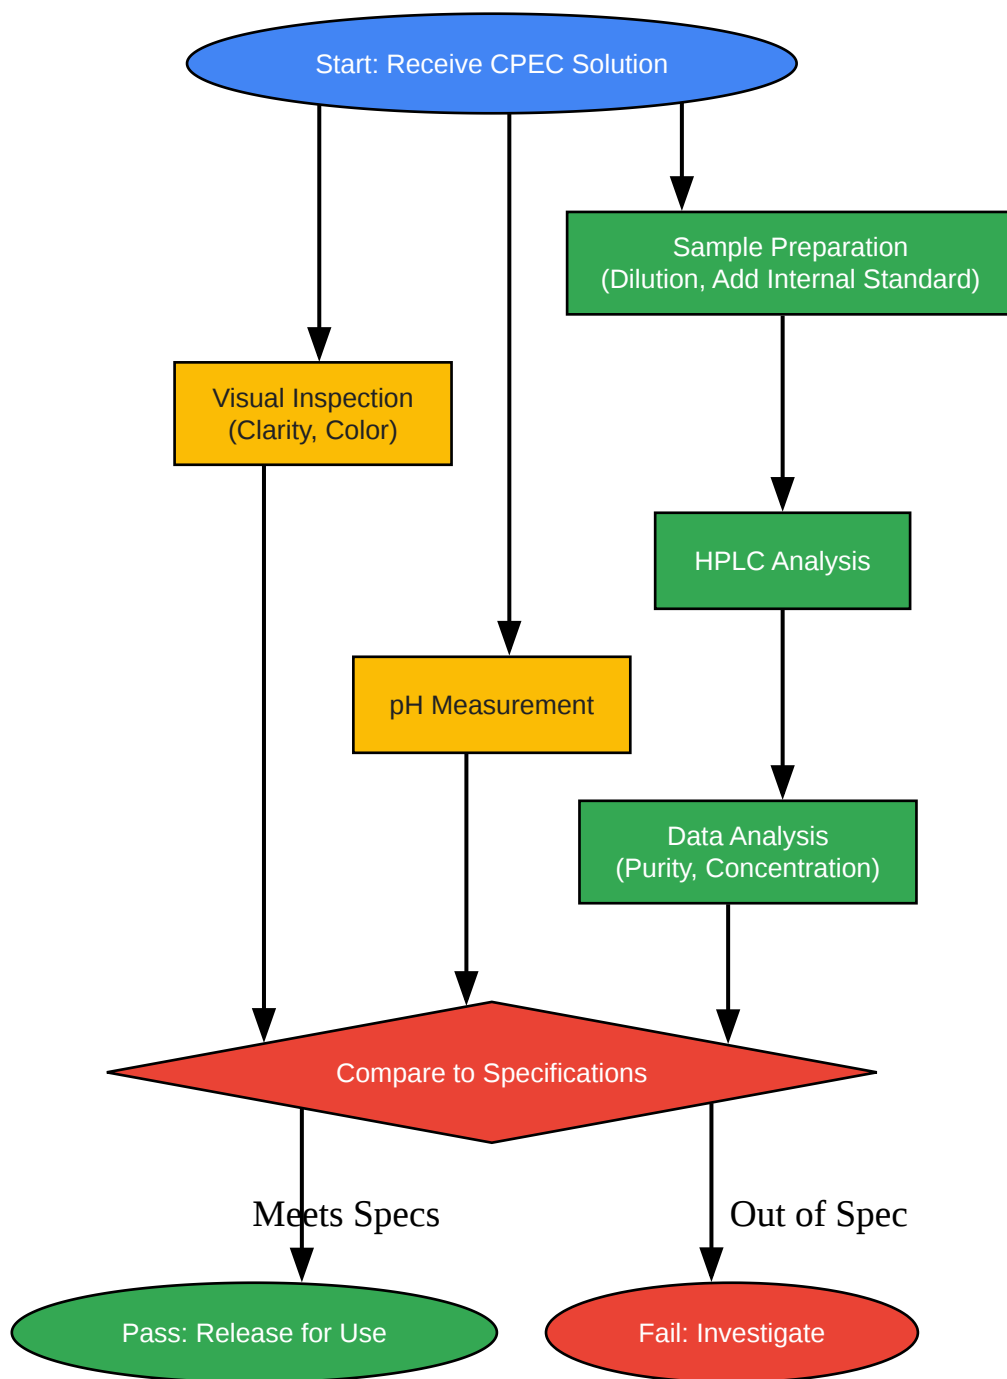 Start: Receive CPEC Solution
Sample Preparation
(Dilution, Add Internal Standard)
Visual Inspection
(Clarity, Color)
HPLC Analysis
pH Measurement
Data Analysis
(Purity, Concentration)
Compare to Specifications
Meets Specs
Out of Spec
Pass: Release for Use
Fail: Investigate